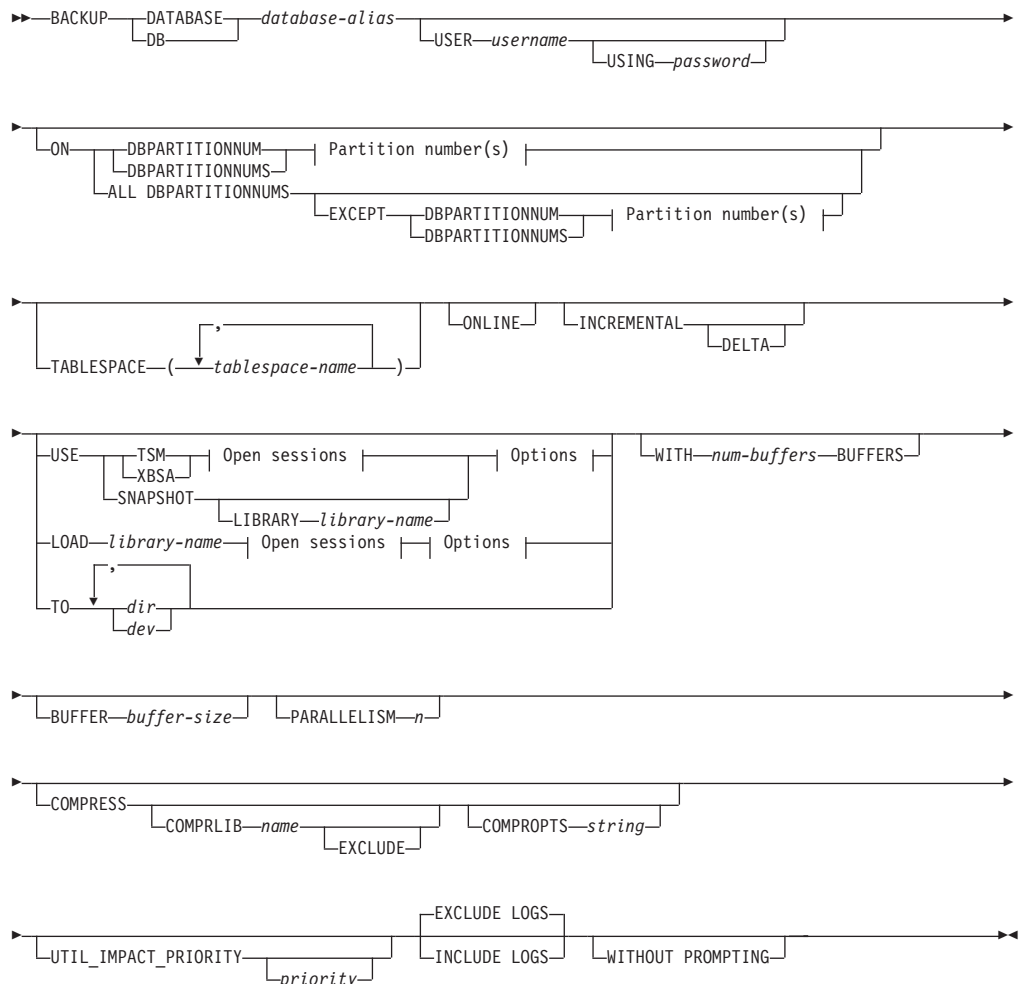 BACKUP DATABASE database-alias
DB USER username
USING password
ON DBPARTITIONNUM Partition number(s)
DBPARTITIONNUMS
ALL DBPARTITIONNUMS
EXCEPT DBPARTITIONNUM Partition number(s)
DBPARTITIONNUMS
, ONLINE INCREMENTAL
DELTA
TABLESPACE ( tablespace-name )
USE TSM Open sessions Options WITH num-buffers BUFFERS
XBSA
SNAPSHOT
LIBRARY library-name
LOAD library-name Open sessions Options
,
TO dir
dev
BUFFER buffer-size PARALLELISM n
COMPRESS
COMPRLIB name COMPROPTS string
EXCLUDE
EXCLUDE LOGS
UTIL_IMPACT_PRIORITY INCLUDE LOGS WITHOUT PROMPTING
priority